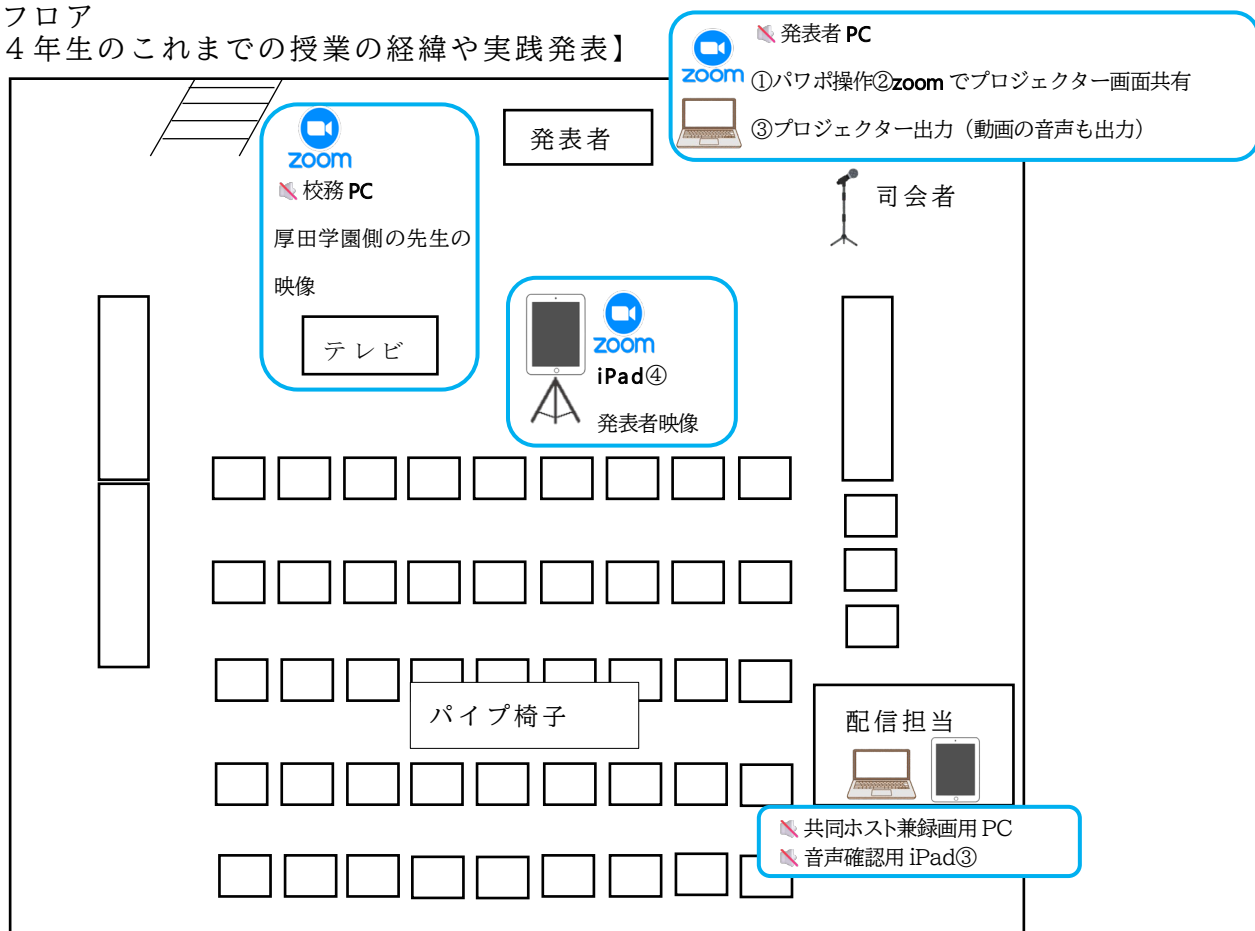 フロア
４年生のこれまでの授業の経緯や実践発表】
zoom
発表者PC
①パワポ操作②zoomでプロジェクター画面共有
③プロジェクター出力（動画の音声も出力）
発表者
zoom
校務PC
厚田学園側の先生の
映像
テレビ
司会者
zoom
iPad④
発表者映像
パイプ椅子
配信担当
共同ホスト兼録画用PC
音声確認用iPad③